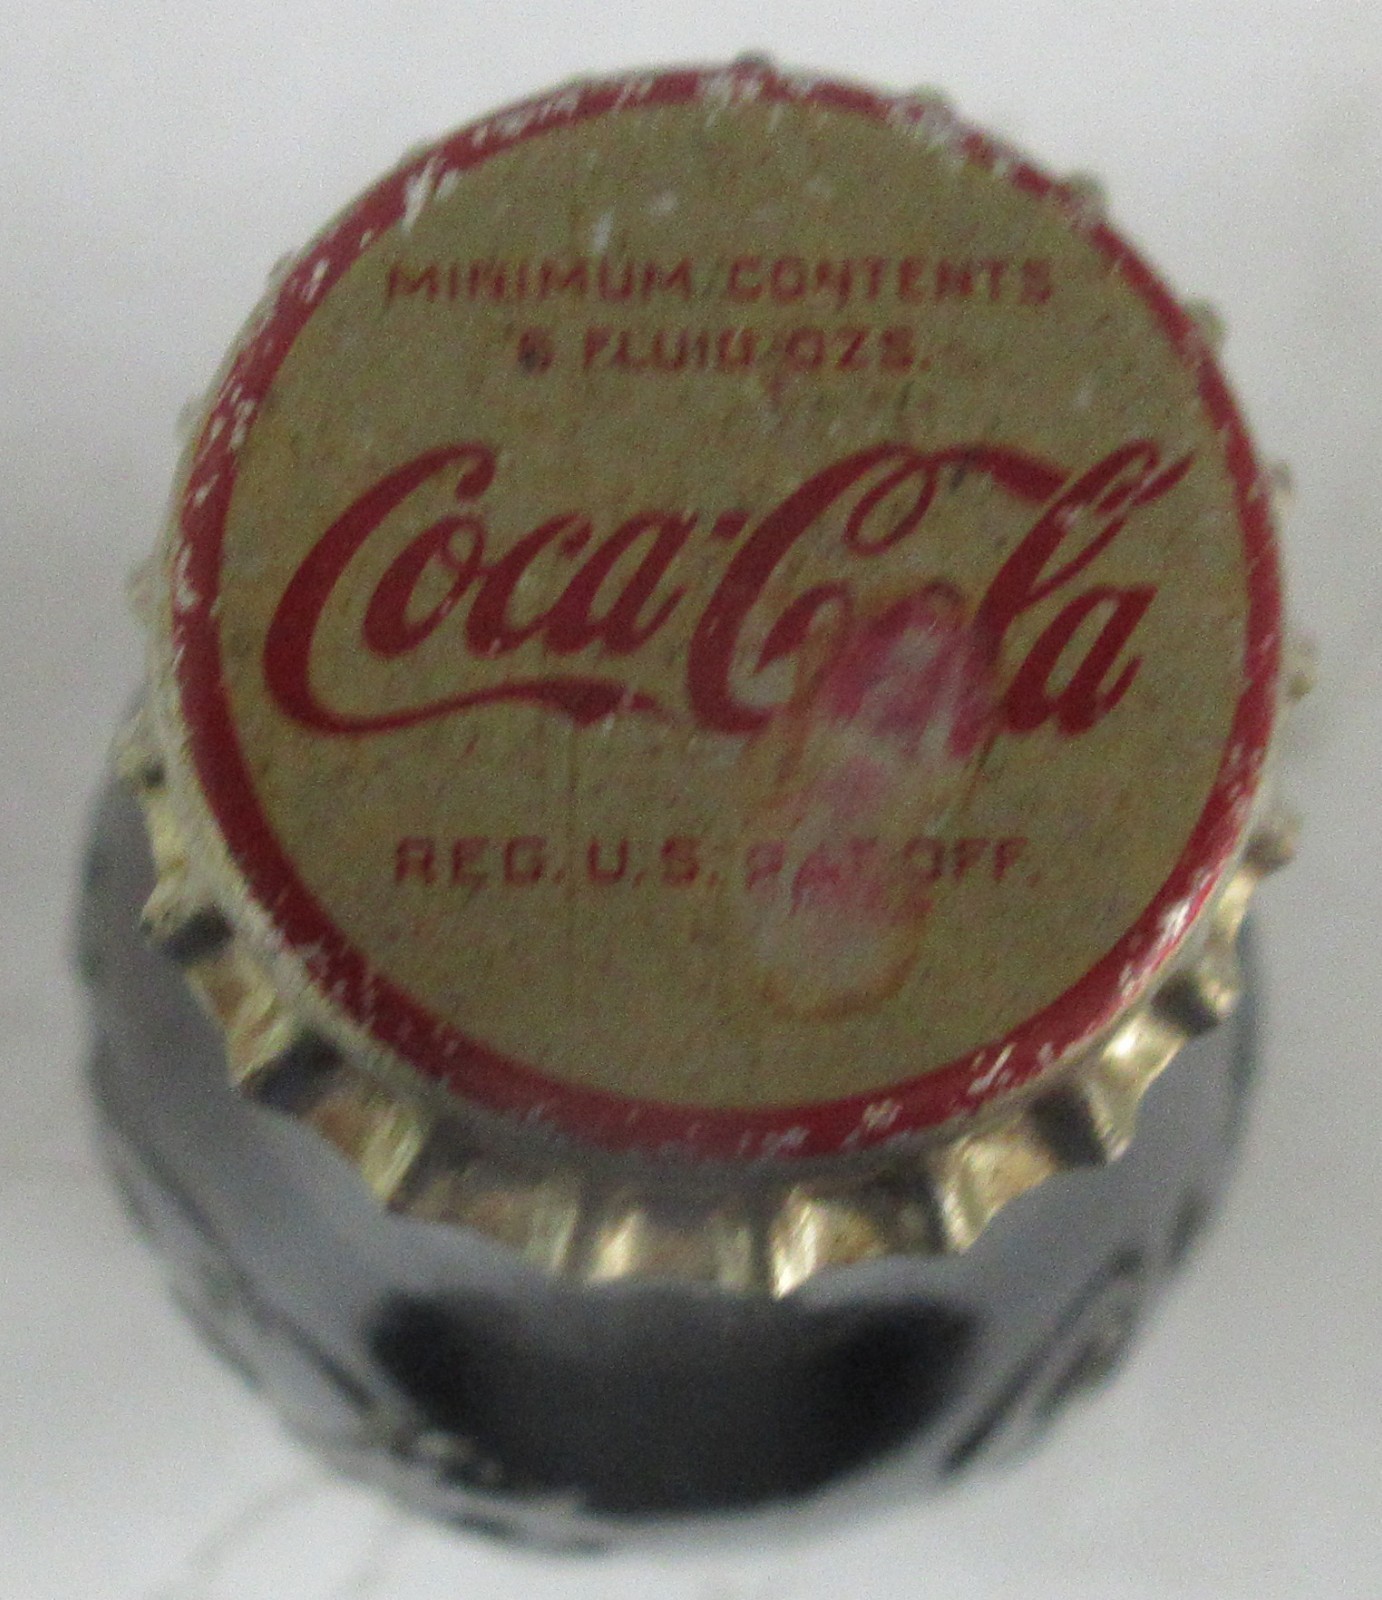 MINIMUM CONTENTS
6 FLUID OZS.
Coca-Cola
REG. U.S. PAT. OFF.